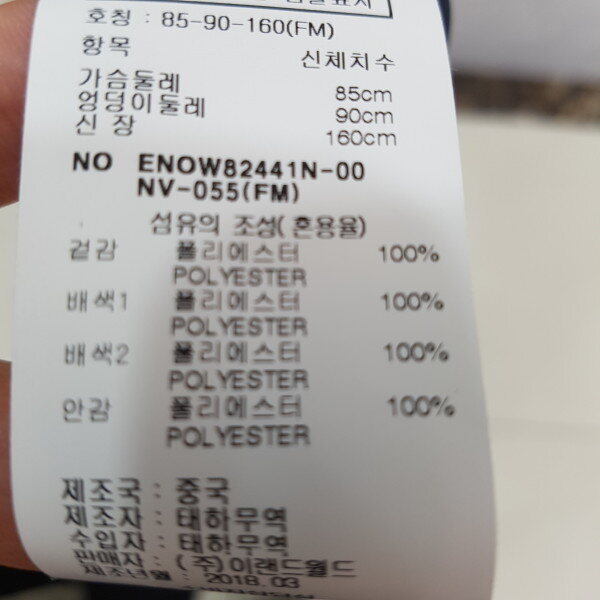 호칭 : 85-90-160(FM)
항목 신체치수
가슴둘레 85cm
엉덩이둘레 90cm
신 장 160cm
NO ENOW82441N-00
NV-055(FM)
섬유의 조성(혼용율)
겉감 폴리에스터 100%
POLYESTER
배색1 폴리에스터 100%
POLYESTER
배색2 폴리에스터 100%
POLYESTER
안감 폴리에스터 100%
POLYESTER
제조국 : 중국
제조자 : 태하무역
수입자 : 태하무역
판매자 : (주)이랜드월드
제조년월 : 2018.03